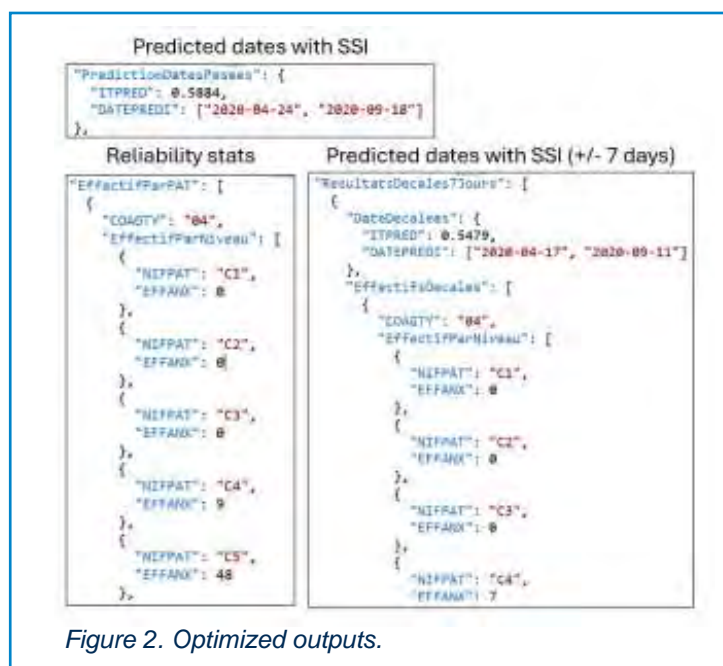 Predicted dates with SSI
"PredictionDatesPassees": {
"ITPRED": 0.5884,
"DATEPREDI": ["2020-04-24", "2020-09-18"]
},
Reliability stats
"EffectifParPAT": [
{
"COAGTY": "04",
"EffectifParNiveau": [
{
"NIFPAT": "C1",
"EFFANX": 0
},
{
"NIFPAT": "C2",
"EFFANX": 0
},
{
"NIFPAT": "C3",
"EFFANX": 0
},
{
"NIFPAT": "C4",
"EFFANX": 9
},
{
"NIFPAT": "C5",
"EFFANX": 48
},
Predicted dates with SSI (+/- 7 days)
"ResultatsDecales7Jours": [
{
"DateDecalees": {
"ITPRED": 0.5479,
"DATEPREDI": ["2020-04-17", "2020-09-11"]
},
"EffectifsDecales": [
{
"COAGTY": "04",
"EffectifParNiveau": [
{
"NIFPAT": "C1",
"EFFANX": 0
},
{
"NIFPAT": "C2",
"EFFANX": 0
},
{
"NIFPAT": "C3",
"EFFANX": 0
},
{
"NIFPAT": "C4",
"EFFANX": 7
Figure 2. Optimized outputs.